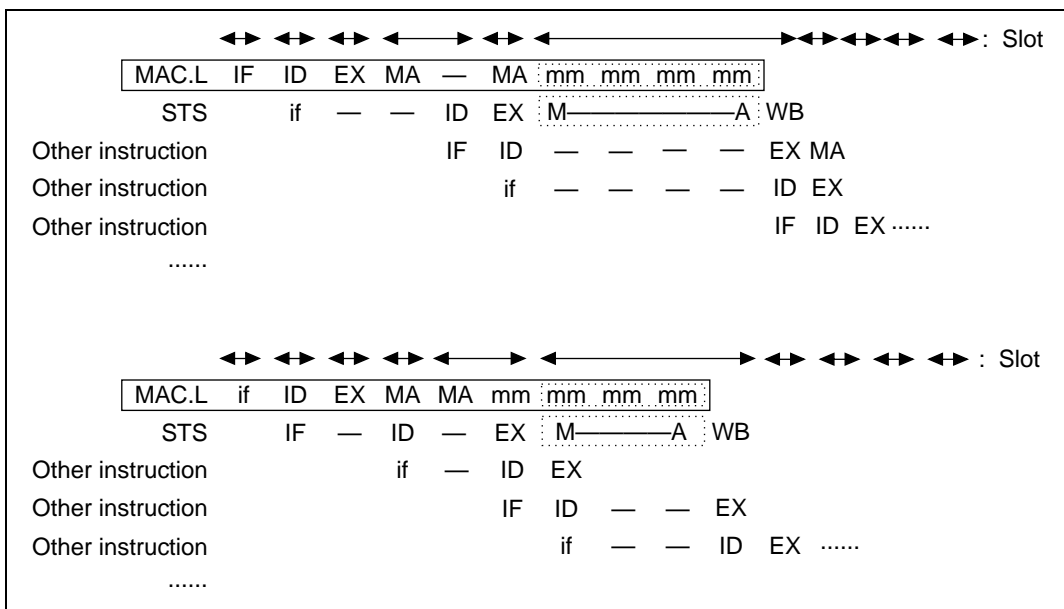 : Slot
MAC.L IF ID EX MA — MA mm mm mm mm
STS if — — ID EX M—————A WB
Other instruction IF ID — — — — EX MA
Other instruction if — — — — ID EX
Other instruction IF ID EX ······
······
: Slot
MAC.L if ID EX MA MA mm mm mm mm
STS IF — ID — EX M————A WB
Other instruction if — ID EX
Other instruction IF ID — — EX
Other instruction if — — ID EX ······
······